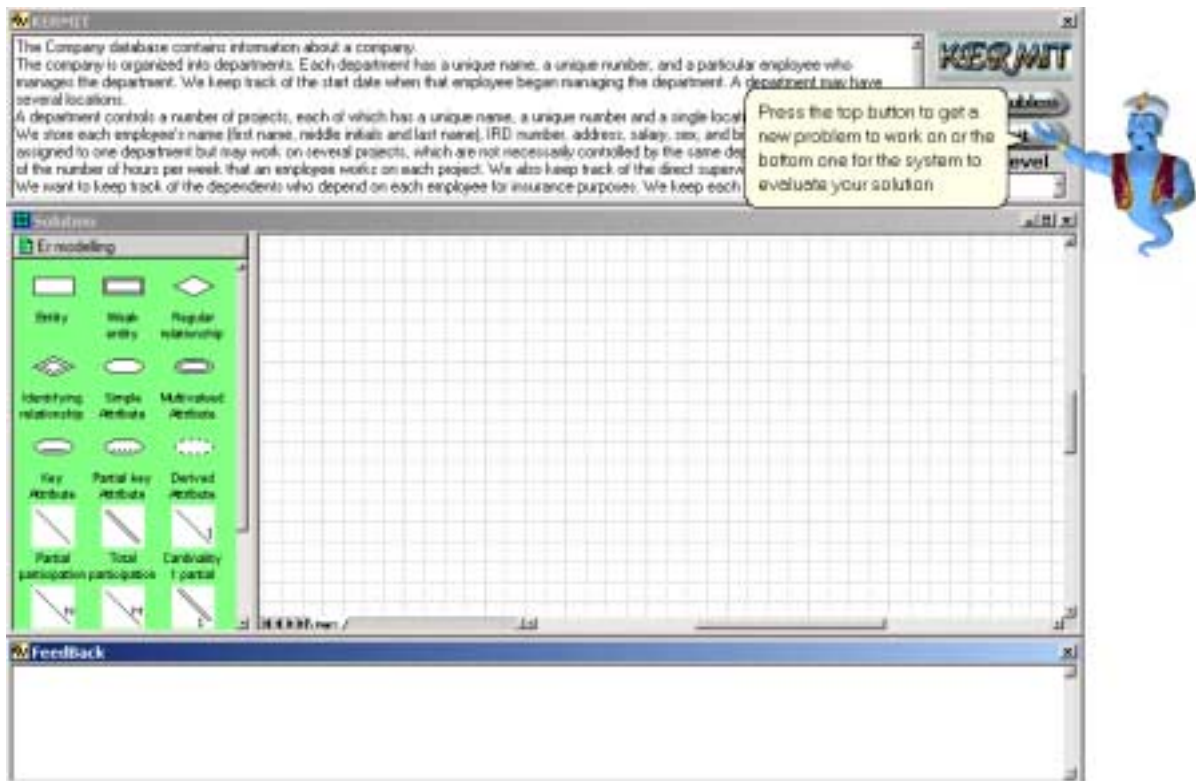 KERMIT
The Company database contains information about a company.
The company is organized into departments. Each department has a unique name, a unique number, and a particular employee who
manages the department. We keep track of the start date when that employee began managing the department. A department may have
several locations.
A department controls a number of projects, each of which has a unique name, a unique number and a single
We store each employee's name (first name, middle initials and last name), IRD number, address, salary, sex, and
assigned to one department but may work on several projects, which are not necessarily controlled by the same
of the number of hours per week that an employee works on each project. We also keep track of the direct
We want to keep track of the dependents who depend on each employee for insurance purposes. We keep each
KERMIT
Press the top button to get a
new problem to work on or the
bottom one for the system to
evaluate your solution
Solution
Er modelling
Entity
Weak
entity
Regular
relationship
Identifying
relationship
Simple
Attribute
Multivalued
Attribute
Key
Attribute
Partial key
Attribute
Derived
Attribute
Partial
participation
Total
participation
Cardinality
1 partial
FeedBack